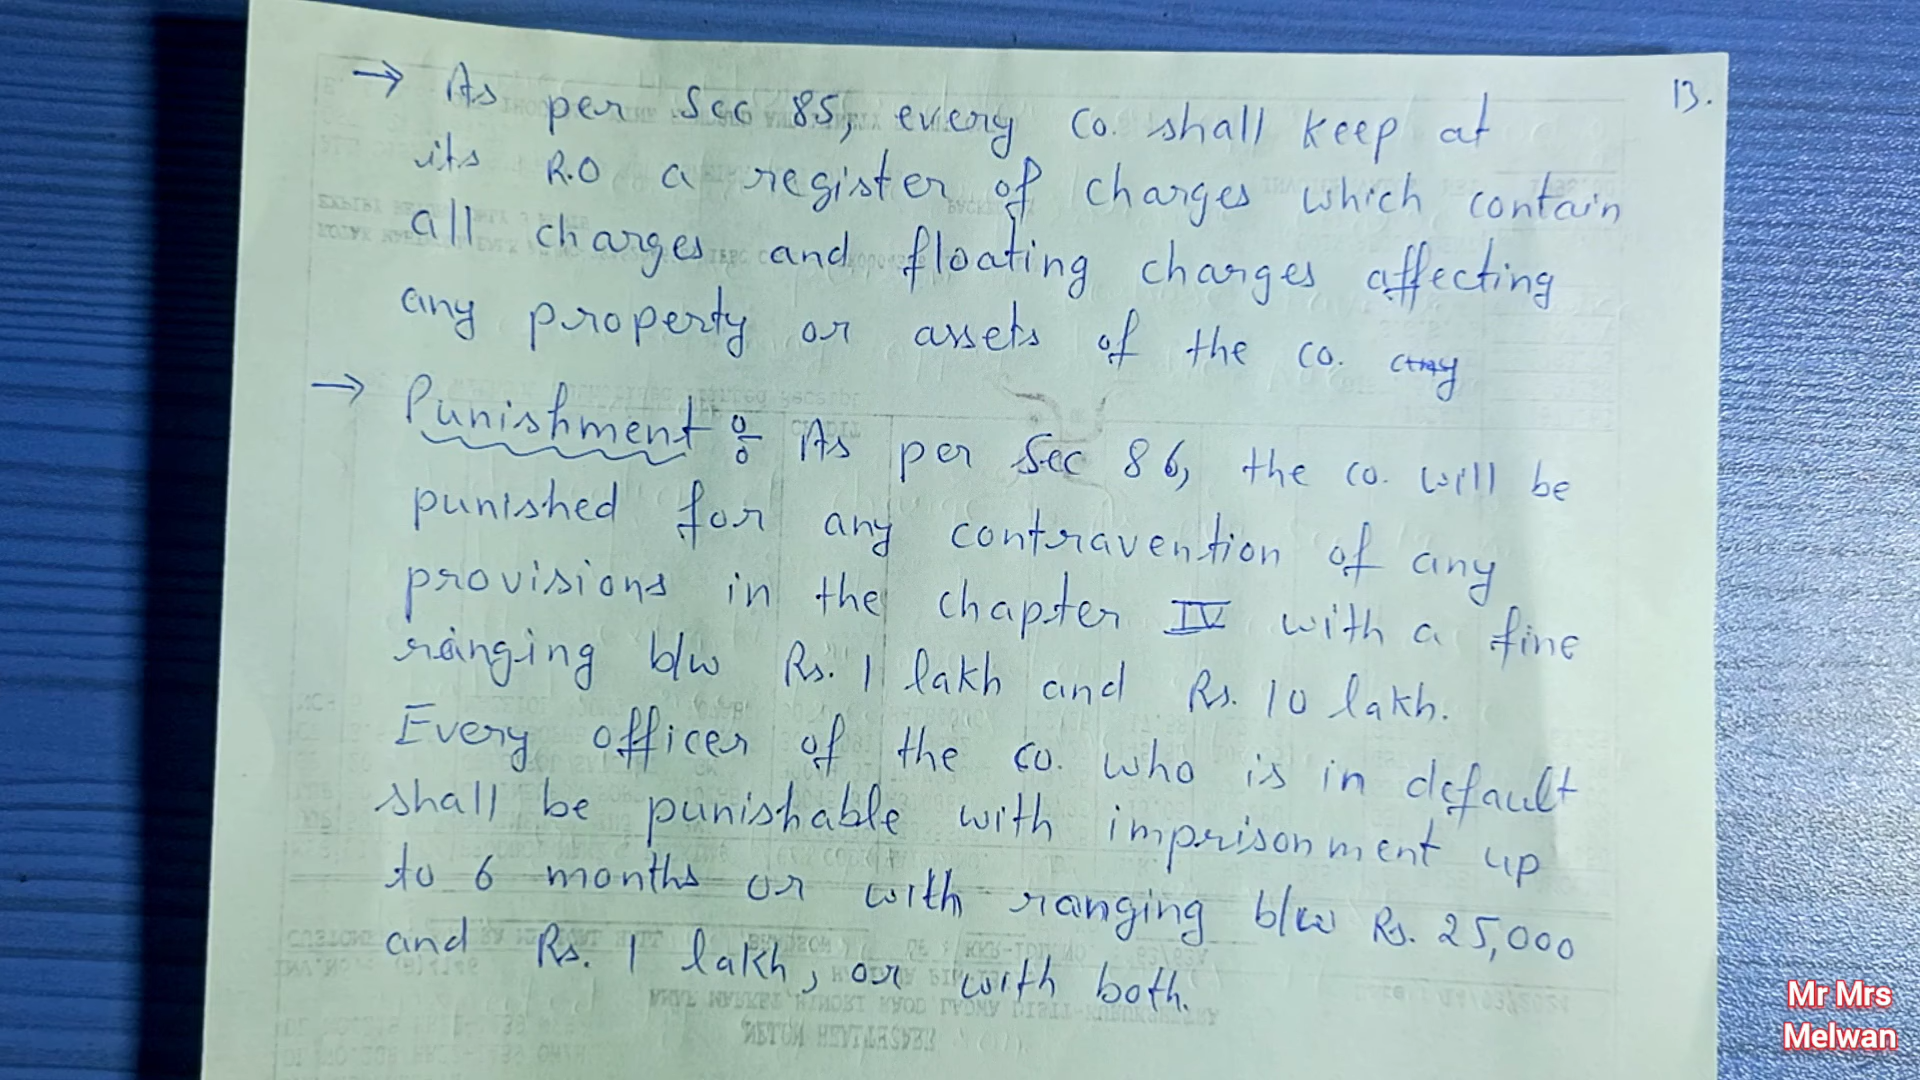 13.
→ As per Sec 85, every Co. shall keep at
its R.O a register of charges which contain
all charges and floating charges affecting
any property or assets of the co.
→ Punishment : As per Sec 86, the co. will be
punished for any contravention of any
provisions in the chapter IV with a fine
ranging b/w Rs. 1 lakh and Rs. 10 lakh.
Every officer of the co. who is in default
shall be punishable with imprisonment up
to 6 months or with ranging b/w Rs. 25,000
and Rs. 1 lakh, or with both.
Mr Mrs
Melwan